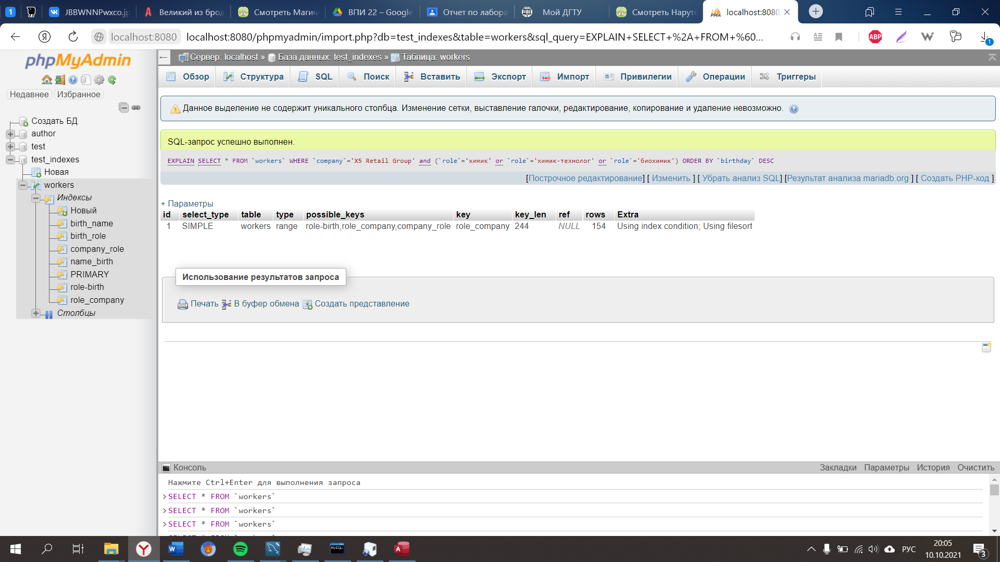 1
JBBWNNPwxco.jp
Великий из брод
Смотреть Магич
ВПИ 22 – Google
Отчет по лабора
Мой ДГТУ
Смотреть Нарут
localhost:8080
localhost:8080 localhost:8080/phpmyadmin/import.php?db=test_indexes&table=workers&sql_query=EXPLAIN+SELECT+%2A+FROM+%60...
ABP
1
phpMyAdmin
Недавнее Избранное
Создать БД
author
test
test_indexes
Новая
workers
Индексы
Новый
birth_name
birth_role
company_role
name_birth
PRIMARY
role-birth
role_company
Столбцы
Сервер: localhost » База данных: test_indexes » Таблица: workers
Обзор Структура SQL Поиск Вставить Экспорт Импорт Привилегии Операции Триггеры
Данное выделение не содержит уникального столбца. Изменение сетки, выставление галочки, редактирование, копирование и удаление невозможно.
SQL-запрос успешно выполнен.
EXPLAIN SELECT * FROM `workers` WHERE `company`='X5 Retail Group' and (`role`='химик' or `role`='химик-технолог' or `role`='биохимик') ORDER BY `birthday` DESC
[Построчное редактирование] [ Изменить ] [ Убрать анализ SQL] [Результат анализа mariadb.org ] [ Создать PHP-код ]
+ Параметры
id select_type table type possible_keys key key_len ref rows Extra
1 SIMPLE workers range role-birth,role_company,company_role role_company 244 NULL 154 Using index condition; Using filesort
Использование результатов запроса
Печать В буфер обмена Создать представление
Консоль Закладки Параметры История Очистить
Нажмите Ctrl+Enter для выполнения запроса
>SELECT * FROM `workers`
>SELECT * FROM `workers`
>SELECT * FROM `workers`
РУС
20:05
10.10.2021
3